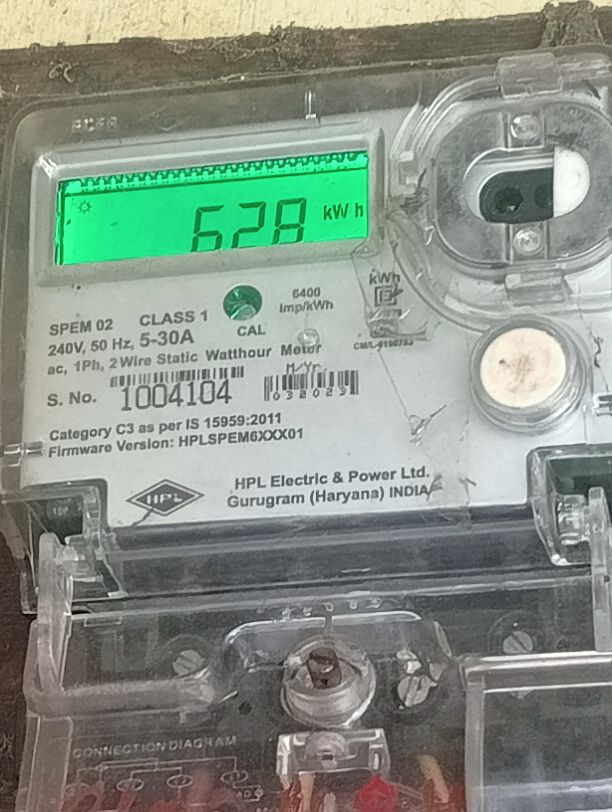 628 kWh
6400
imp/kWh
kWh
CAL
SPEM 02 CLASS 1
240V, 50 Hz, 5-30A
ac, 1Ph, 2 Wire Static Watthour Meter
M/Yr.
S. No. 1004104
032023
Category C3 as per IS 15959:2011
Firmware Version: HPLSPEM6XXX01
HPL
HPL Electric & Power Ltd.
Gurugram (Haryana) INDIA
CONNECTION DIAGRAM